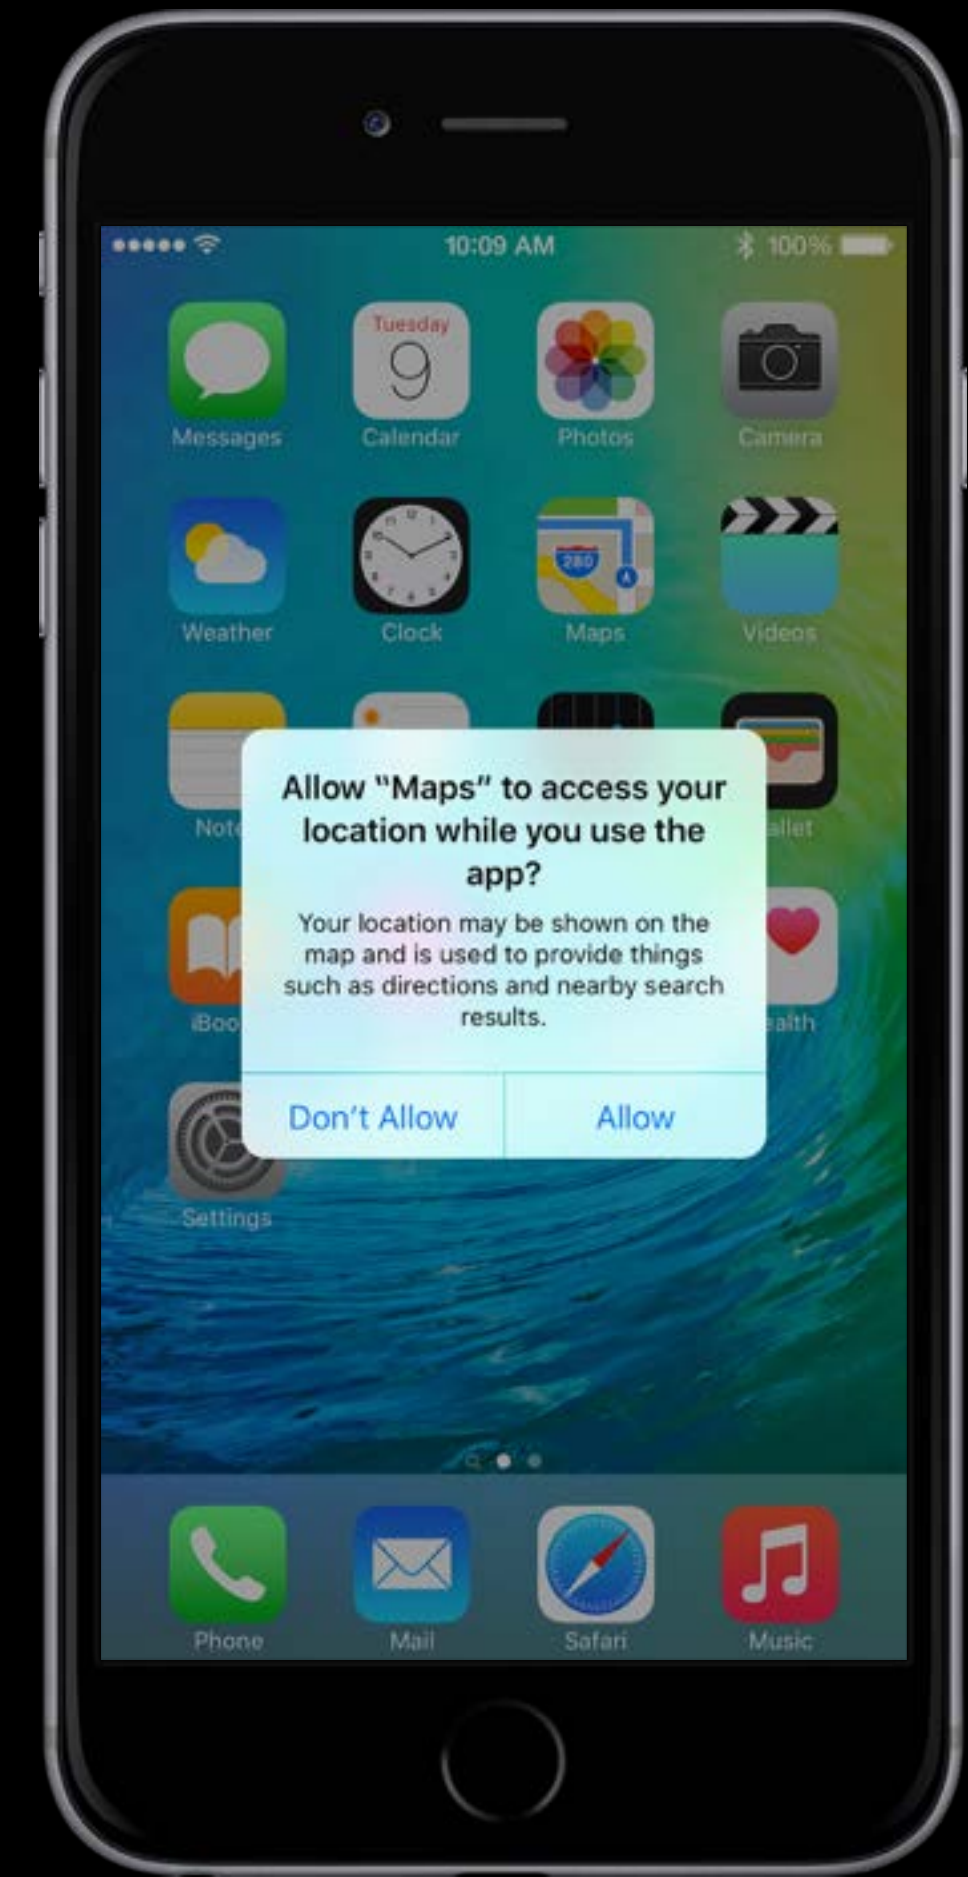 10:09 AM 100%
Tuesday
9
Messages Calendar Photos Camera
280
Weather Clock Maps Videos
Allow “Maps” to access your
location while you use the
app?
Your location may be shown on the
map and is used to provide things
such as directions and nearby search
results.
Don’t Allow Allow
Settings
Phone Mail Safari Music